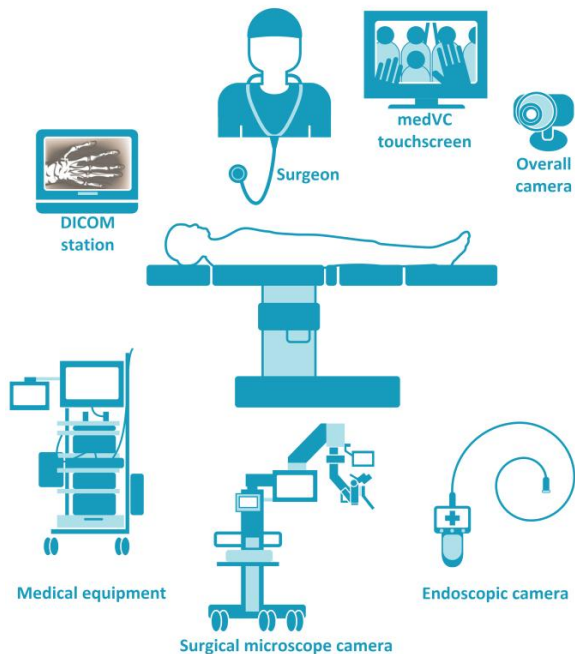 medVC
touchscreen
Surgeon
Overall
camera
DICOM
station
Medical equipment
Endoscopic camera
Surgical microscope camera